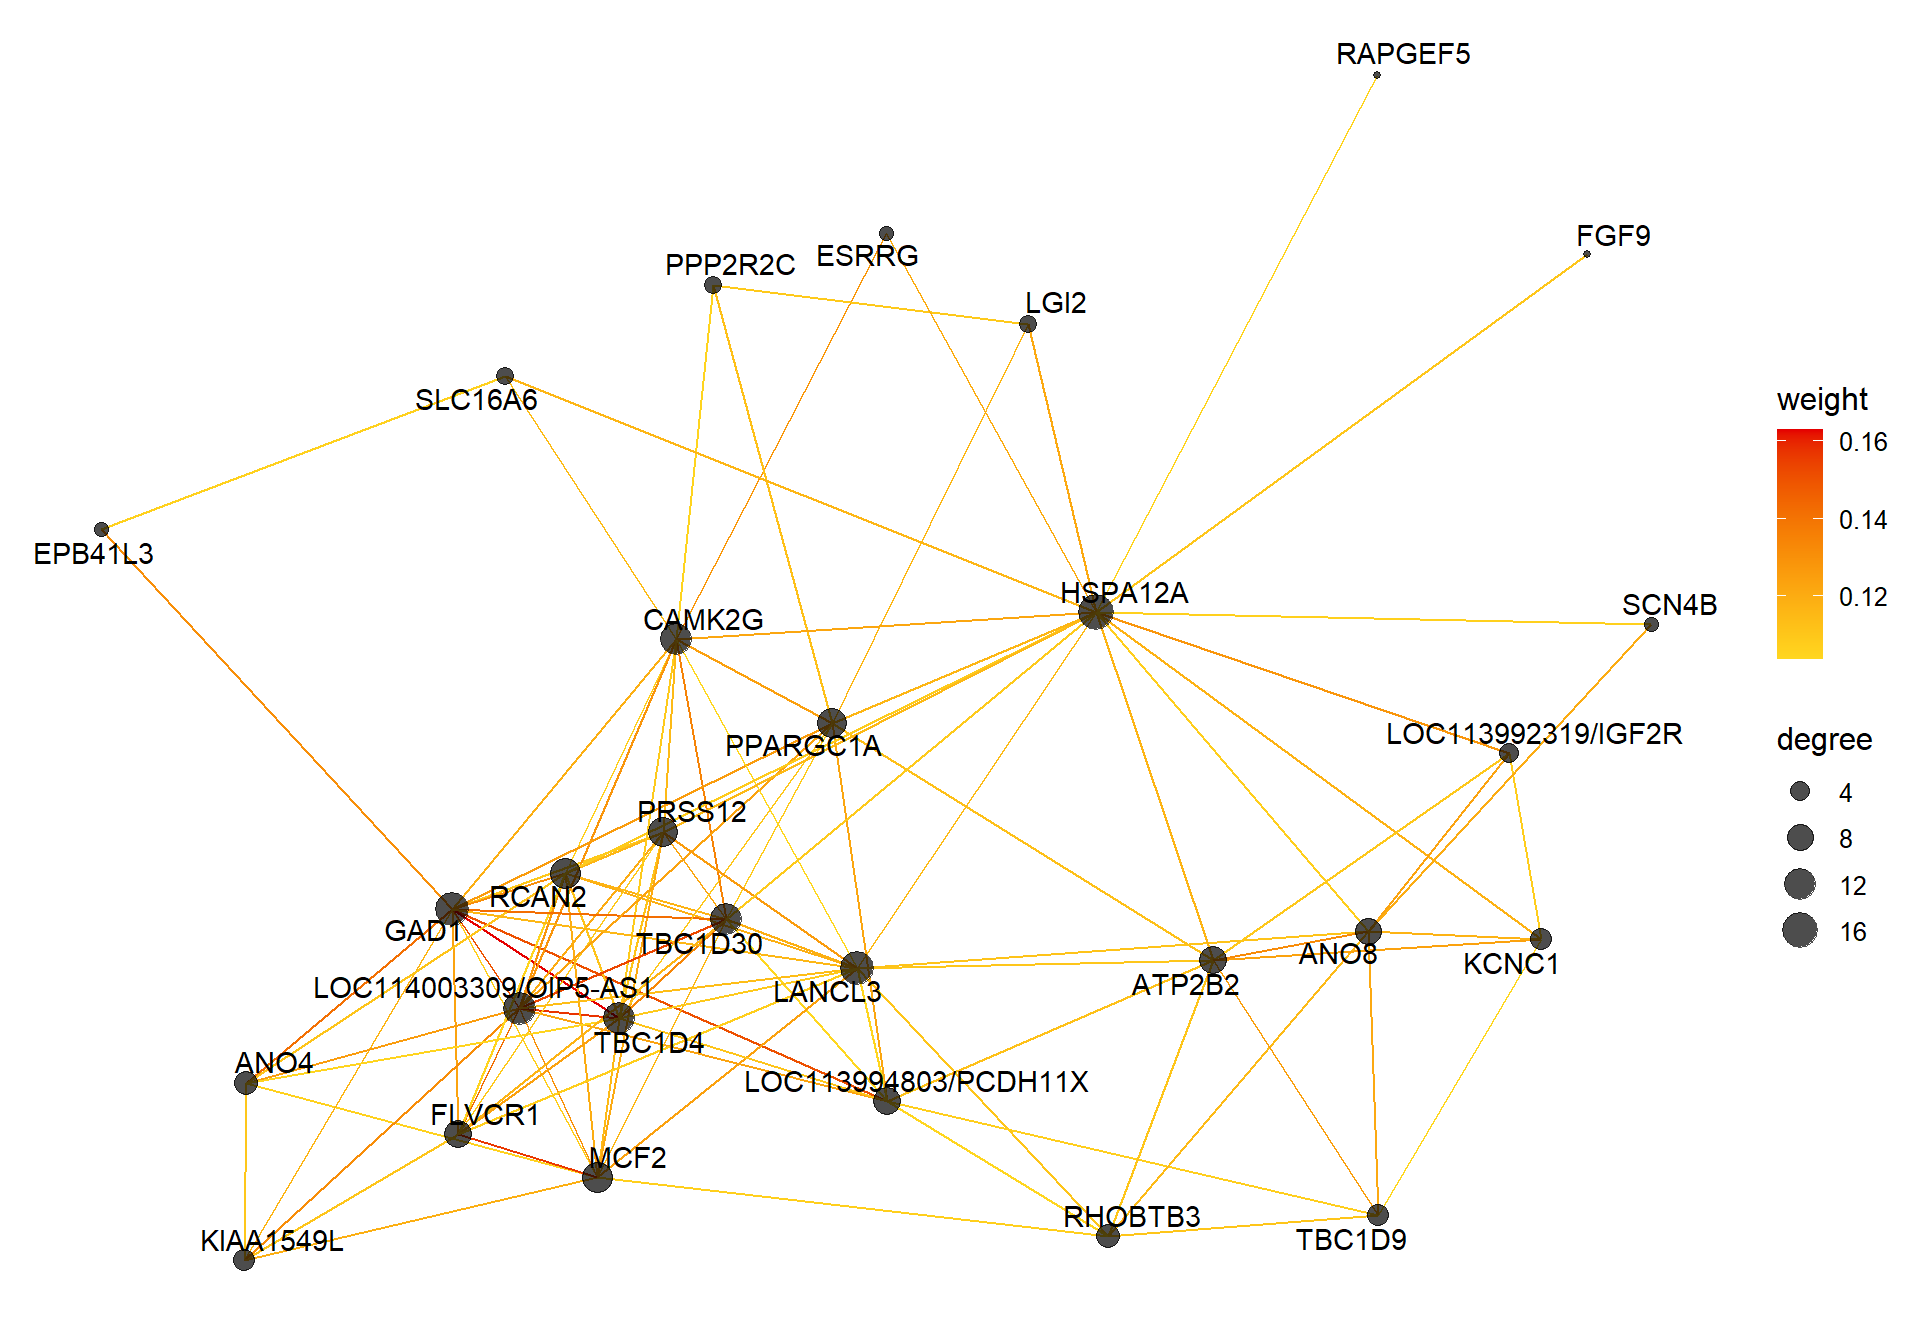 RAPGEF5
FGF9
ESRRG
PPP2R2C
LGI2
SLC16A6
EPB41L3
HSPA12A
SCN4B
CAMK2G
LOC113992319/IGF2R
PPARGC1A
PRSS12
RCAN2
GAD1
TBC1D30
ANO8
KCNC1
LOC114003309/OIP5-AS1
LANCL3
ATP2B2
TBC1D4
ANO4
LOC113994803/PCDH11X
FLVCR1
MCF2
RHOBTB3
KIAA1549L
TBC1D9
weight
0.16
0.14
0.12
degree
4
8
12
16